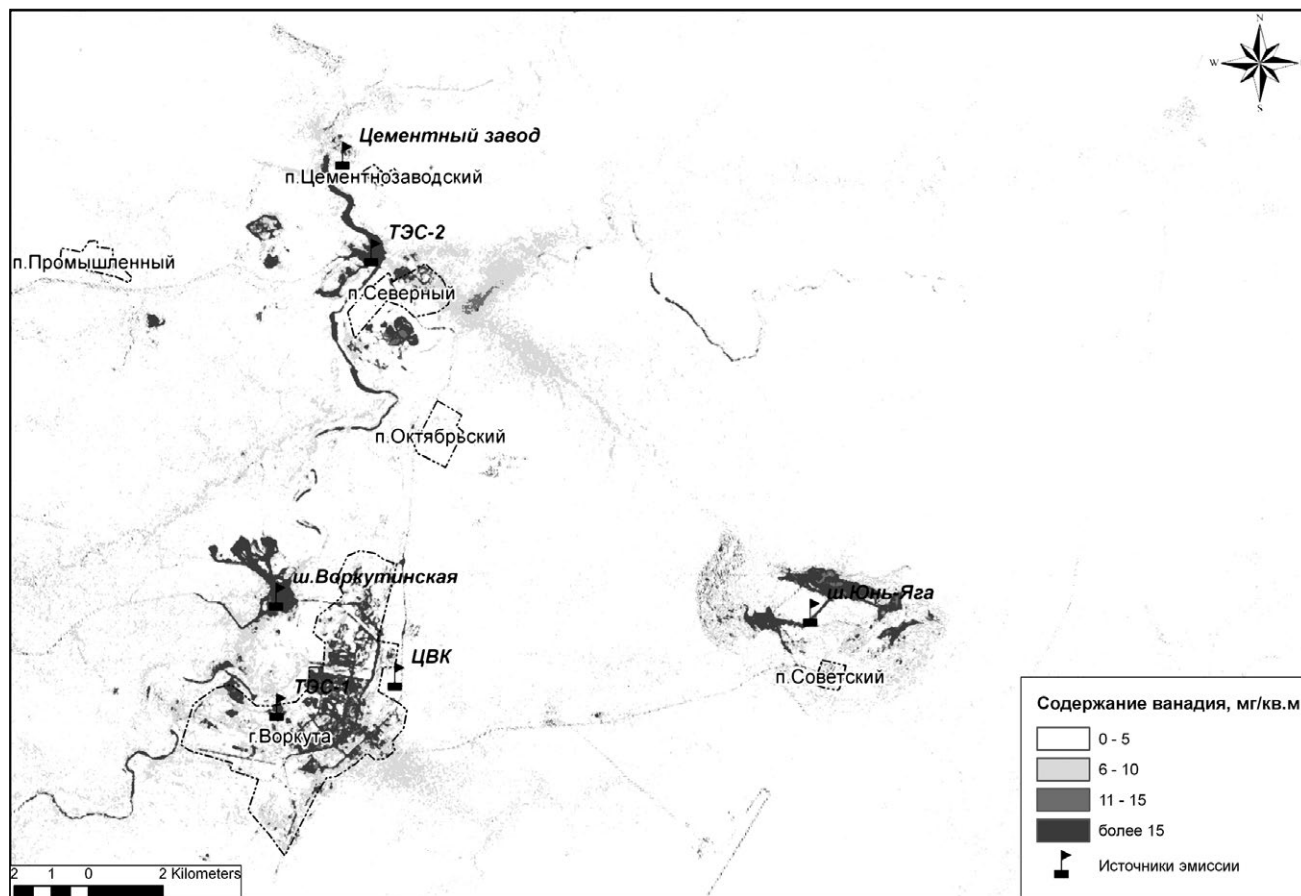 N
W
S
Цементный завод
п.Цементнозаводский
ТЭС-2
п.Промышленный
п.Северный
п.Октябрьский
ш.Воркутинская
ш.Юнь-Яга
ЦВК
п.Советский
ТЭС-1
г.Воркута
Содержание ванадия, мг/кв.м
0 - 5
6 - 10
11 - 15
более 15
Источники эмиссии
2 1 0 2 Kilometers